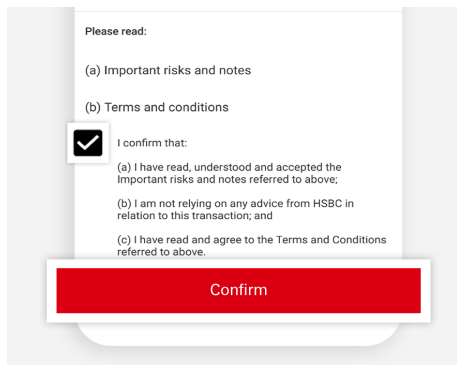 Please read:
(a) Important risks and notes
(b) Terms and conditions
I confirm that:
(a) I have read, understood and accepted the
Important risks and notes referred to above;
(b) I am not relying on any advice from HSBC in
relation to this transaction; and
(c) I have read and agree to the Terms and Conditions
referred to above.
Confirm